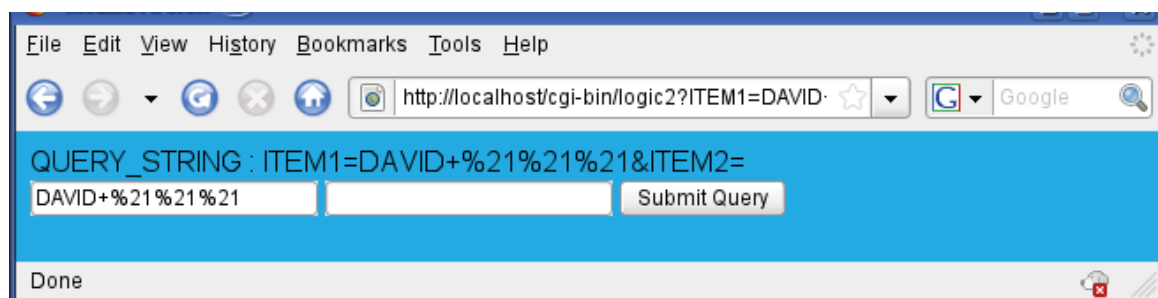 File Edit View History Bookmarks Tools Help
http://localhost/cgi-bin/logic2?ITEM1=DAVID G Google
QUERY_STRING : ITEM1=DAVID+%21%21%21&ITEM2=
DAVID+%21%21%21 Submit Query
Done